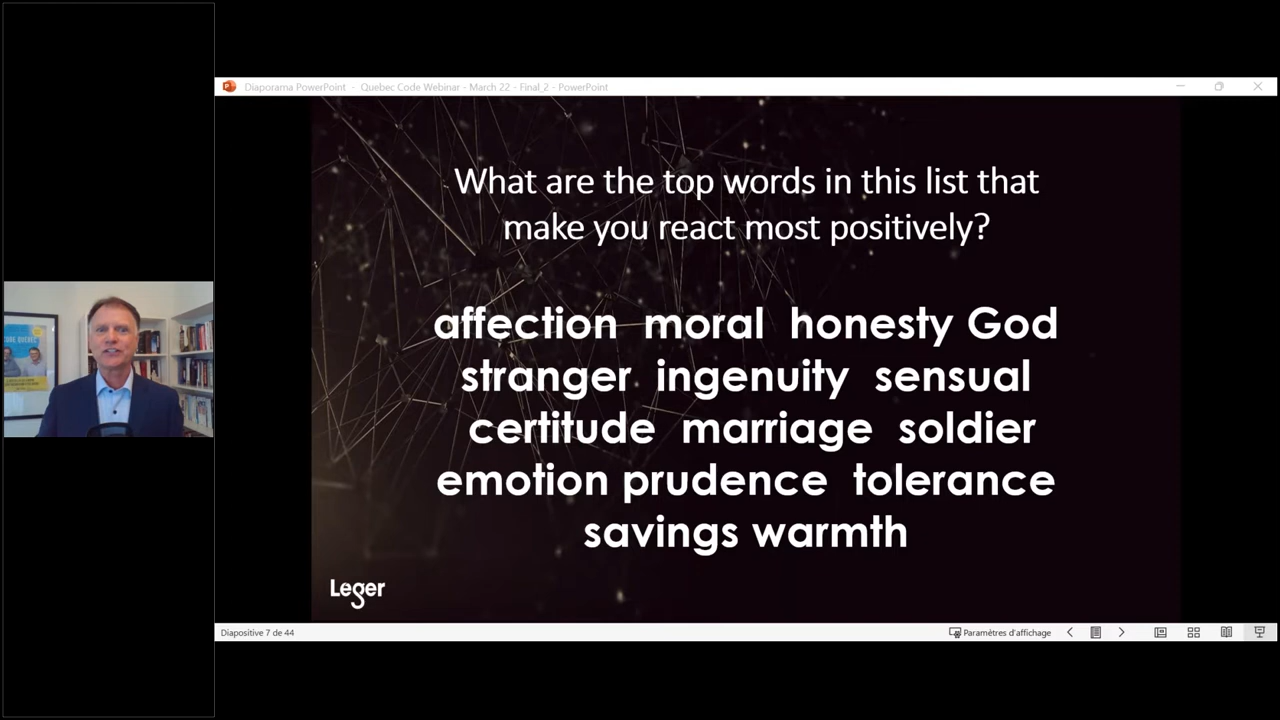 Diaporama PowerPoint - Quebec Code Webinar - March 22 - Final_2 - PowerPoint
What are the top words in this list that
make you react most positively?
affection moral honesty God
stranger ingenuity sensual
certitude marriage soldier
emotion prudence tolerance
savings warmth
Leger
Diapositive 7 de 44
Paramètres d'affichage